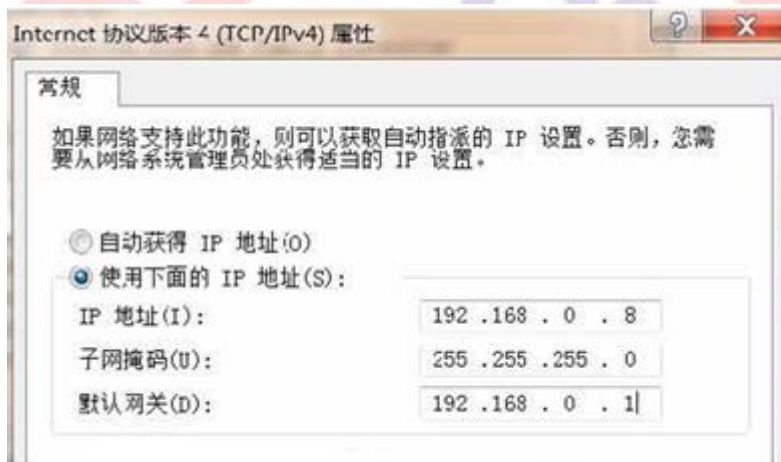 Internet 协议版本 4 (TCP/IPv4) 属性
常规
如果网络支持此功能，则可以获取自动指派的 IP 设置。否则，您需
要从网络系统管理员处获得适当的 IP 设置。
自动获得 IP 地址(O)
使用下面的 IP 地址(S):
IP 地址(I): 192 .168 . 0 . 8
子网掩码(U): 255 .255 .255 . 0
默认网关(D): 192 .168 . 0 . 1